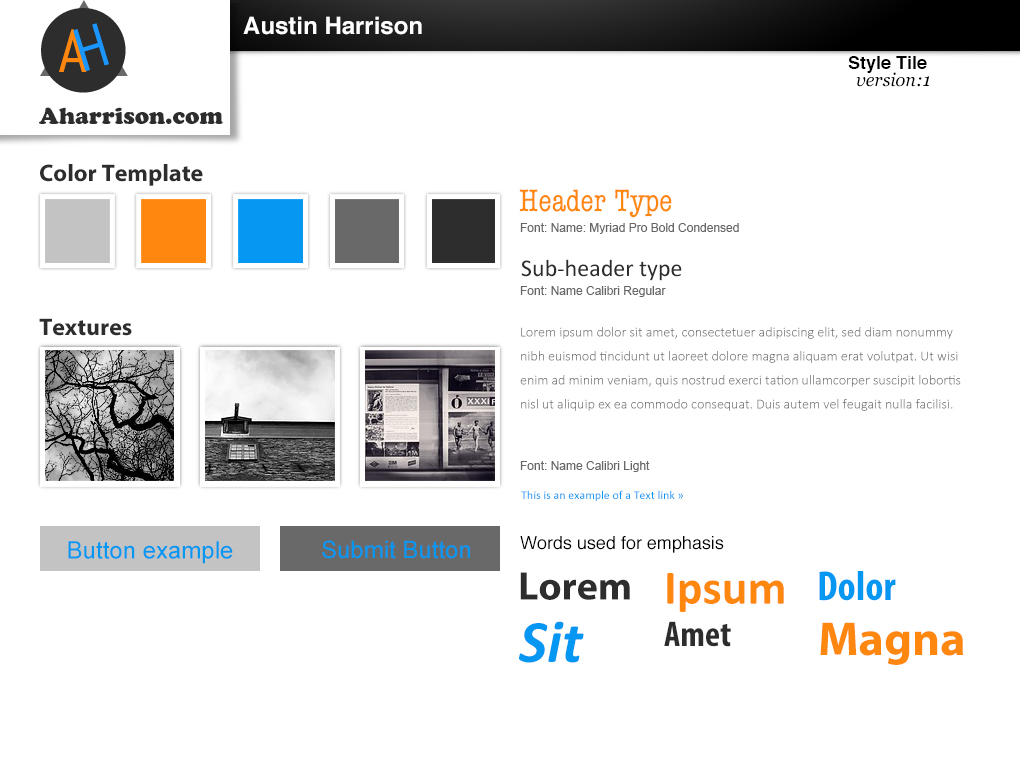 AH
Aharrison.com
Austin Harrison
Style Tile
version:1
Color Template
Textures
XXXI
Button example
Submit Button
Header Type
Font: Name: Myriad Pro Bold Condensed
Sub-header type
Font: Name Calibri Regular
Lorem ipsum dolor sit amet, consectetuer adipiscing elit, sed diam nonummy
nibh euismod tincidunt ut laoreet dolore magna aliquam erat volutpat. Ut wisi
enim ad minim veniam, quis nostrud exerci tation ullamcorper suscipit lobortis
nisl ut aliquip ex ea commodo consequat. Duis autem vel feugait nulla facilisi.
Font: Name Calibri Light
This is an example of a Text link »
Words used for emphasis
Lorem Ipsum Dolor
Sit Amet Magna